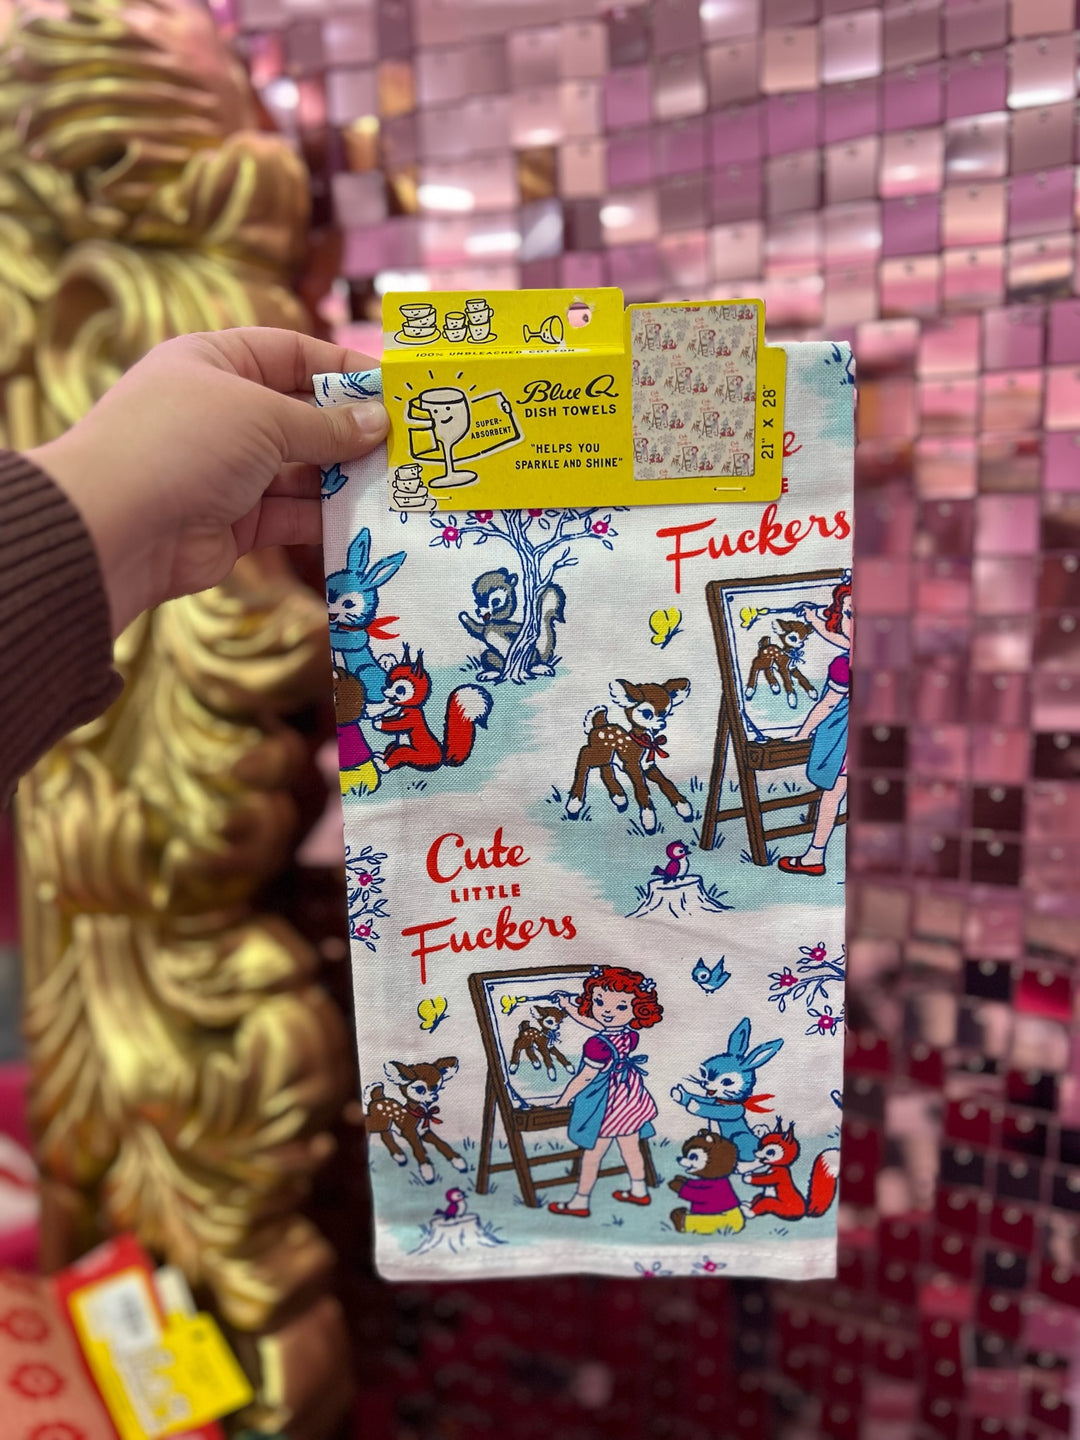 100% UNBLEACHED COTTON
Blue Q
DISH TOWELS
SUPER-
ABSORBENT
"HELPS YOU
SPARKLE AND SHINE"
21" X 28"
Fuckers
Cute
LITTLE
Fuckers